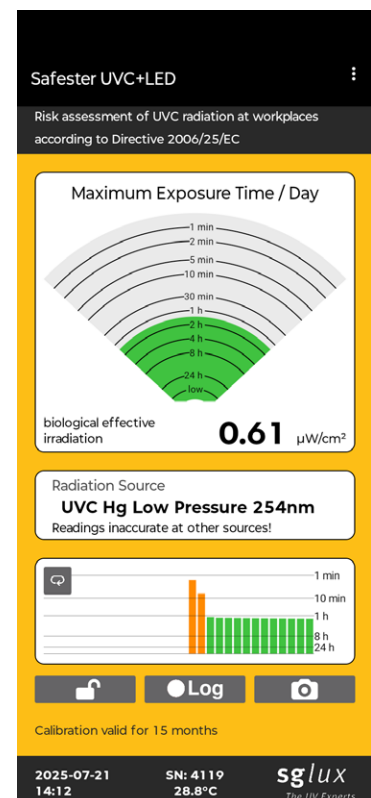 Safester UVC+LED
Risk assessment of UVC radiation at workplaces
according to Directive 2006/25/EC
Maximum Exposure Time / Day
1 min
2 min
5 min
10 min
30 min
1 h
2 h
4 h
8 h
24 h
low
biological effective
irradiation
0.61 µW/cm²
Radiation Source
UVC Hg Low Pressure 254nm
Readings inaccurate at other sources!
1 min
10 min
1 h
8 h
24 h
Log
Calibration valid for 15 months
2025-07-21
14:12
SN: 4119
28.8°C
sglux
The UV Experts